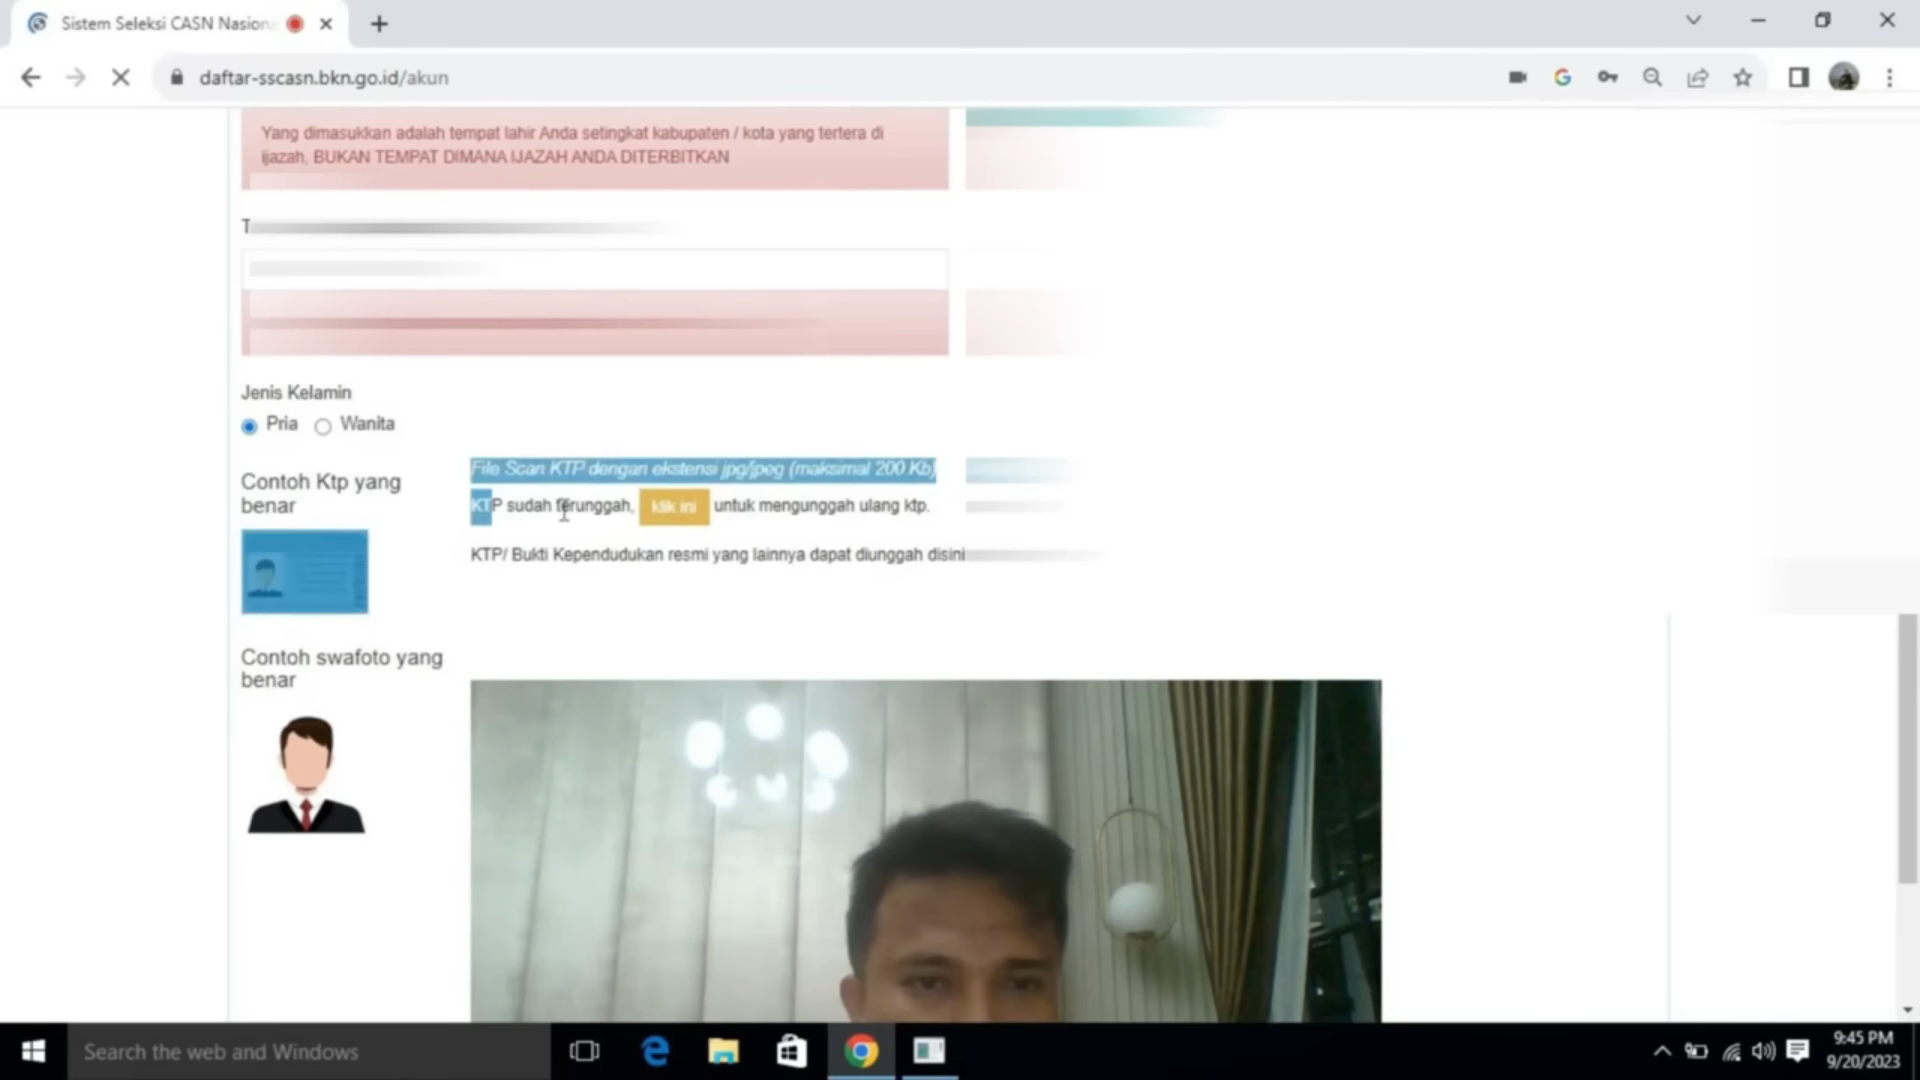 Sistem Seleksi CASN Nasion
daftar-sscasn.bkn.go.id/akun
Yang dimasukkan adalah tempat lahir Anda setingkat kabupaten / kota yang tertera di
ijazah, BUKAN TEMPAT DIMANA IJAZAH ANDA DITERBITKAN
T
Jenis Kelamin
Pria Wanita
Contoh Ktp yang
benar
File Scan KTP dengan ekstensi jpg/jpeg (maksimal 200 Kb)
KTP sudah terunggah, klik ini untuk mengunggah ulang ktp.
KTP/ Bukti Kependudukan resmi yang lainnya dapat diunggah disini
Contoh swafoto yang
benar
Search the web and Windows
9:45 PM
9/20/2023